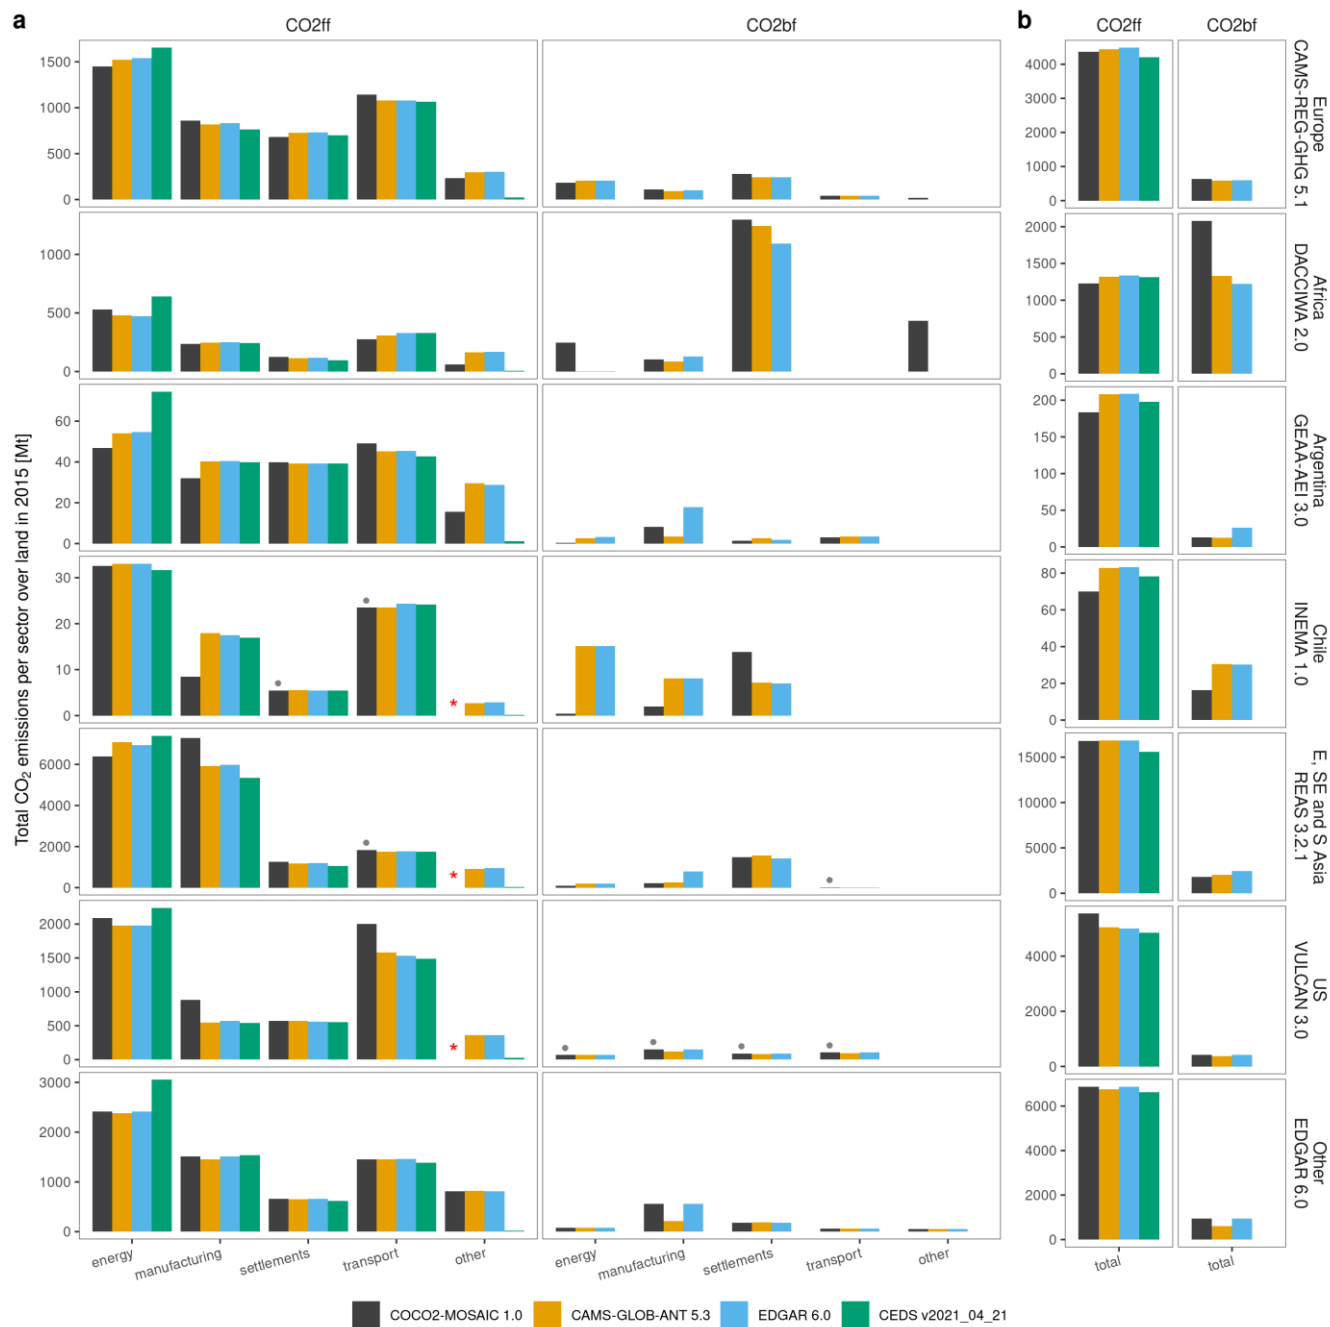 a
CO2ff
CO2bf
b
CO2ff
CO2bf
Total CO₂ emissions per sector over land in 2015 [Mt]
1500
1000
500
0
4000
3000
2000
1000
0
Europe
CAMS-REG-GHG 5.1
1000
500
0
2000
1500
1000
500
0
Africa
DACCIWA 2.0
60
40
20
0
200
150
100
50
0
Argentina
GEAA-AEI 3.0
30
20
10
0
*
80
60
40
20
0
Chile
INEMA 1.0
6000
4000
2000
0
*
15000
10000
5000
0
E, SE and S Asia
REAS 3.2.1
2000
1500
1000
500
0
*
4000
2000
0
US
VULCAN 3.0
3000
2000
1000
0
6000
4000
2000
0
Other
EDGAR 6.0
energy
manufacturing
settlements
transport
other
energy
manufacturing
settlements
transport
other
total
total
COCO2-MOSAIC 1.0
CAMS-GLOB-ANT 5.3
EDGAR 6.0
CEDS v2021_04_21